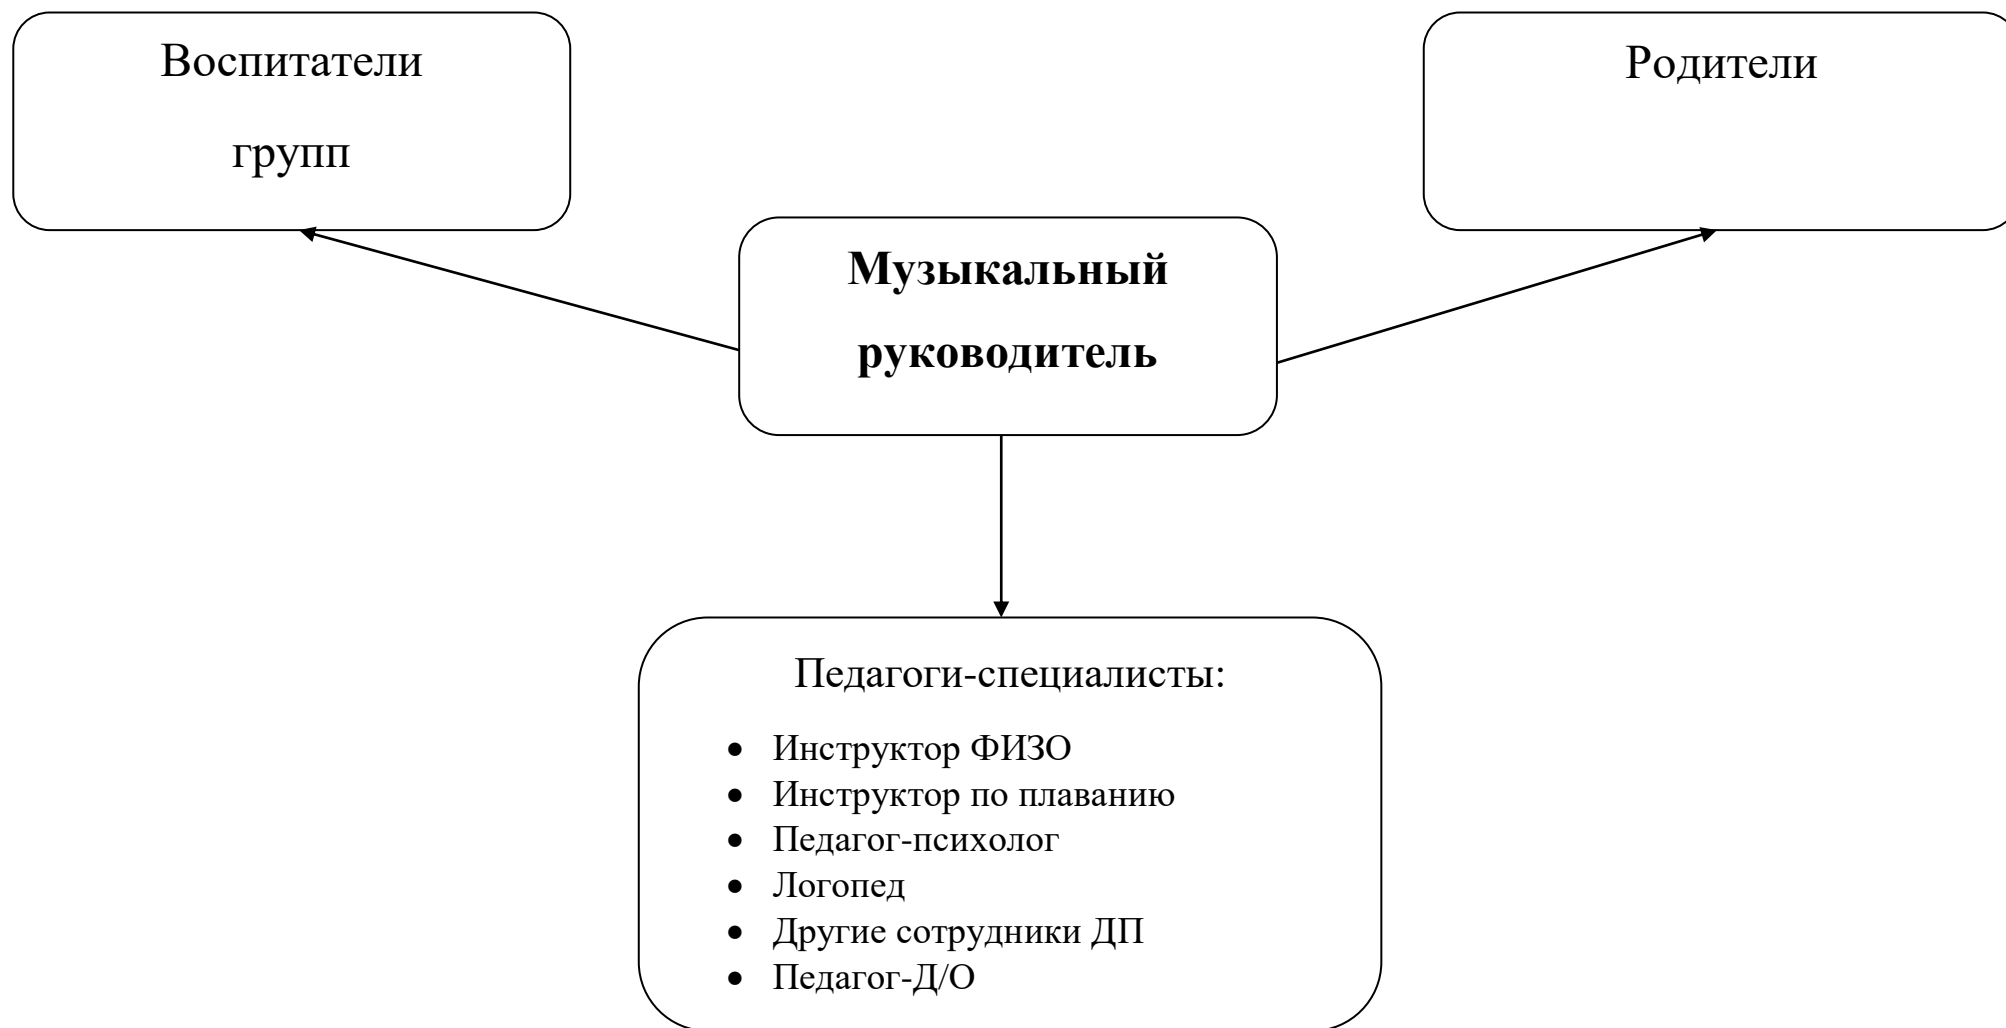 Воспитатели
групп
Родители
Музыкальный
руководитель
Педагоги-специалисты:
• Инструктор ФИЗО
• Инструктор по плаванию
• Педагог-психолог
• Логопед
• Другие сотрудники ДП
• Педагог-Д/О